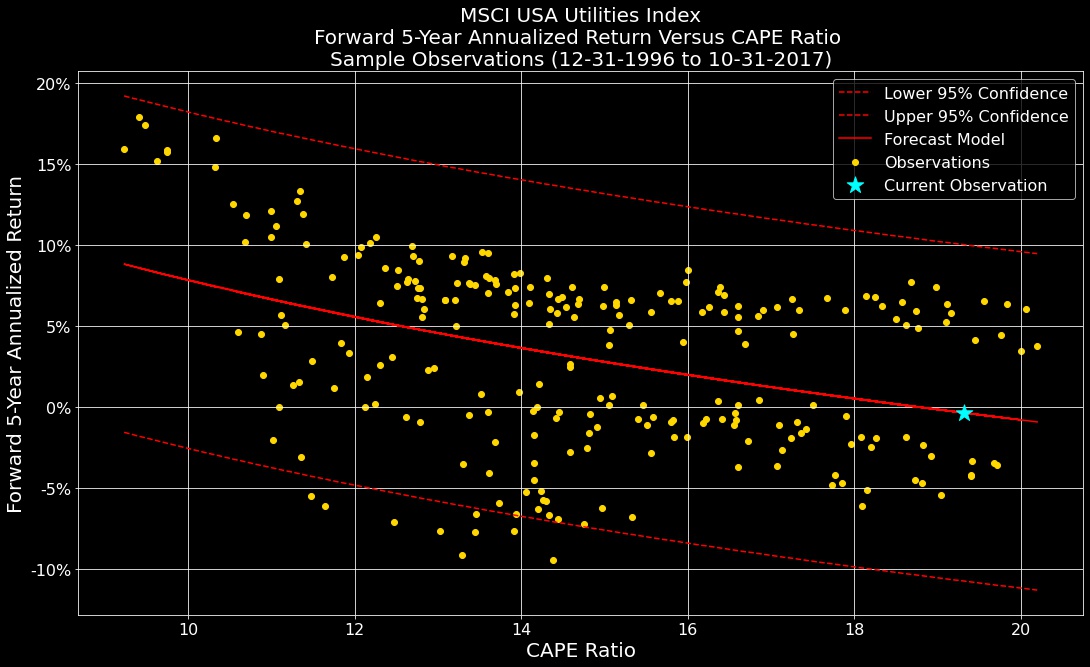 MSCI USA Utilities Index
Forward 5-Year Annualized Return Versus CAPE Ratio
Sample Observations (12-31-1996 to 10-31-2017)
Forward 5-Year Annualized Return
20%
15%
10%
5%
0%
-5%
-10%
Lower 95% Confidence
Upper 95% Confidence
Forecast Model
Observations
Current Observation
10 12 14 16 18 20
CAPE Ratio